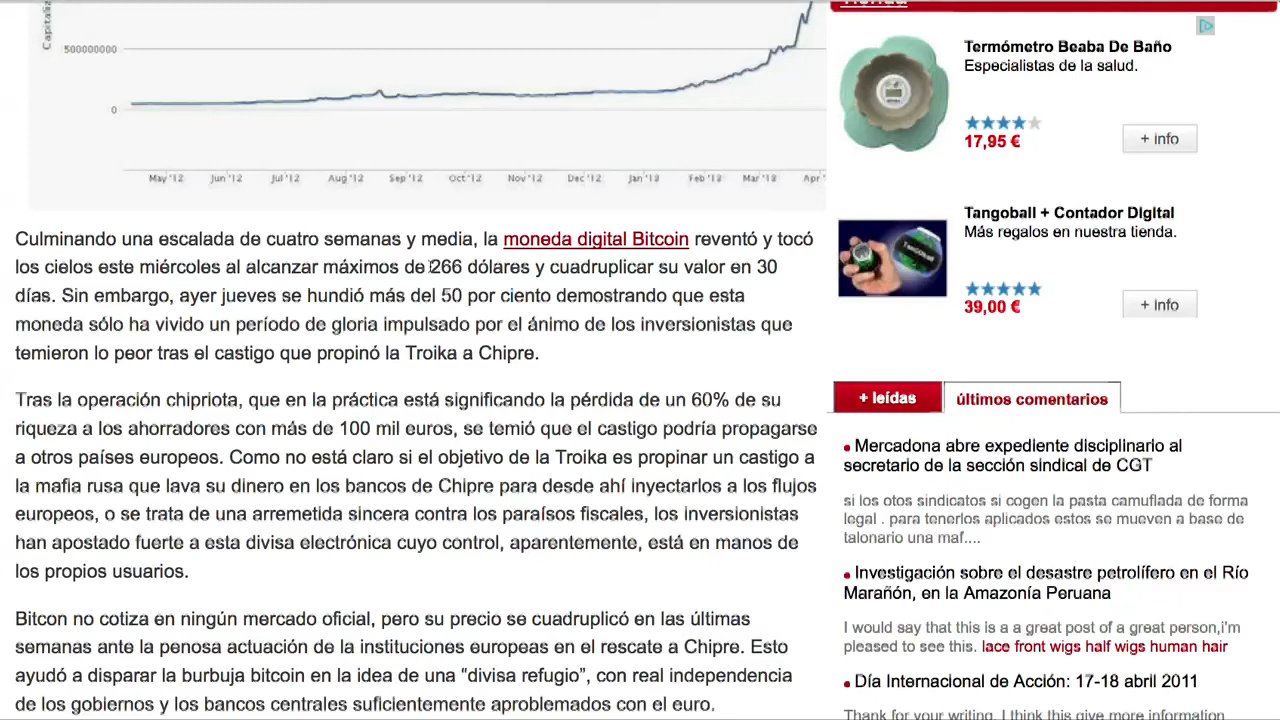 500000000
0
May '12 Jun '12 Jul '12 Aug '12 Sep '12 Oct '12 Nov '12 Dec '12 Jan '13 Feb '13 Mar '13 Apr '
Culminando una escalada de cuatro semanas y media, la moneda digital Bitcoin reventó y tocó
los cielos este miércoles al alcanzar máximos de 266 dólares y cuadruplicar su valor en 30
días. Sin embargo, ayer jueves se hundió más del 50 por ciento demostrando que esta
moneda sólo ha vivido un período de gloria impulsado por el ánimo de los inversionistas que
temieron lo peor tras el castigo que propinó la Troika a Chipre.
Tras la operación chipriota, que en la práctica está significando la pérdida de un 60% de su
riqueza a los ahorradores con más de 100 mil euros, se temió que el castigo podría propagarse
a otros países europeos. Como no está claro si el objetivo de la Troika es propinar un castigo a
la mafia rusa que lava su dinero en los bancos de Chipre para desde ahí inyectarlos a los flujos
europeos, o se trata de una arremetida sincera contra los paraísos fiscales, los inversionistas
han apostado fuerte a esta divisa electrónica cuyo control, aparentemente, está en manos de
los propios usuarios.
Bitcon no cotiza en ningún mercado oficial, pero su precio se cuadruplicó en las últimas
semanas ante la penosa actuación de la instituciones europeas en el rescate a Chipre. Esto
ayudó a disparar la burbuja bitcoin en la idea de una “divisa refugio”, con real independencia
de los gobiernos y los bancos centrales suficientemente aproblemados con el euro.
Termómetro Beaba De Baño
Especialistas de la salud.
17,95 €
+ info
Tangoball + Contador Digital
Más regalos en nuestra tienda.
39,00 €
+ info
+ leídas últimos comentarios
Mercadona abre expediente disciplinario al
secretario de la sección sindical de CGT
si los otos sindicatos si cogen la pasta camuflada de forma
legal . para tenerlos aplicados estos se mueven a base de
talonario una maf....
Investigación sobre el desastre petrolífero en el Río
Marañón, en la Amazonía Peruana
I would say that this is a a great post of a great person,i'm
pleased to see this. lace front wigs half wigs human hair
Día Internacional de Acción: 17-18 abril 2011
Thank for your writing, I think this give more information